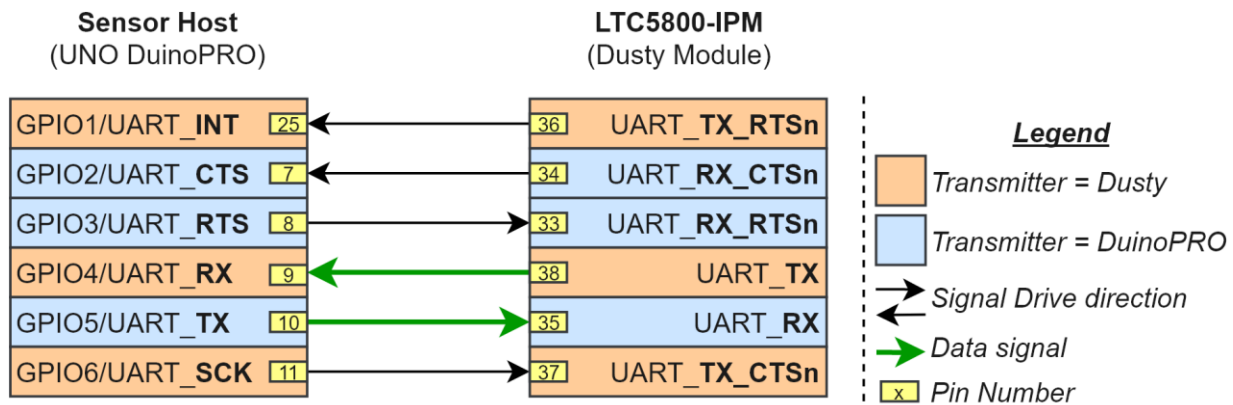 Sensor Host
(UNO DuinoPRO)
LTC5800-IPM
(Dusty Module)
GPIO1/UART_INT 25
36 UART_TX_RTSn
GPIO2/UART_CTS 7
34 UART_RX_CTSn
GPIO3/UART_RTS 8
33 UART_RX_RTSn
GPIO4/UART_RX 9
38 UART_TX
GPIO5/UART_TX 10
35 UART_RX
GPIO6/UART_SCK 11
37 UART_TX_CTSn
Legend
Transmitter = Dusty
Transmitter = DuinoPRO
Signal Drive direction
Data signal
x Pin Number